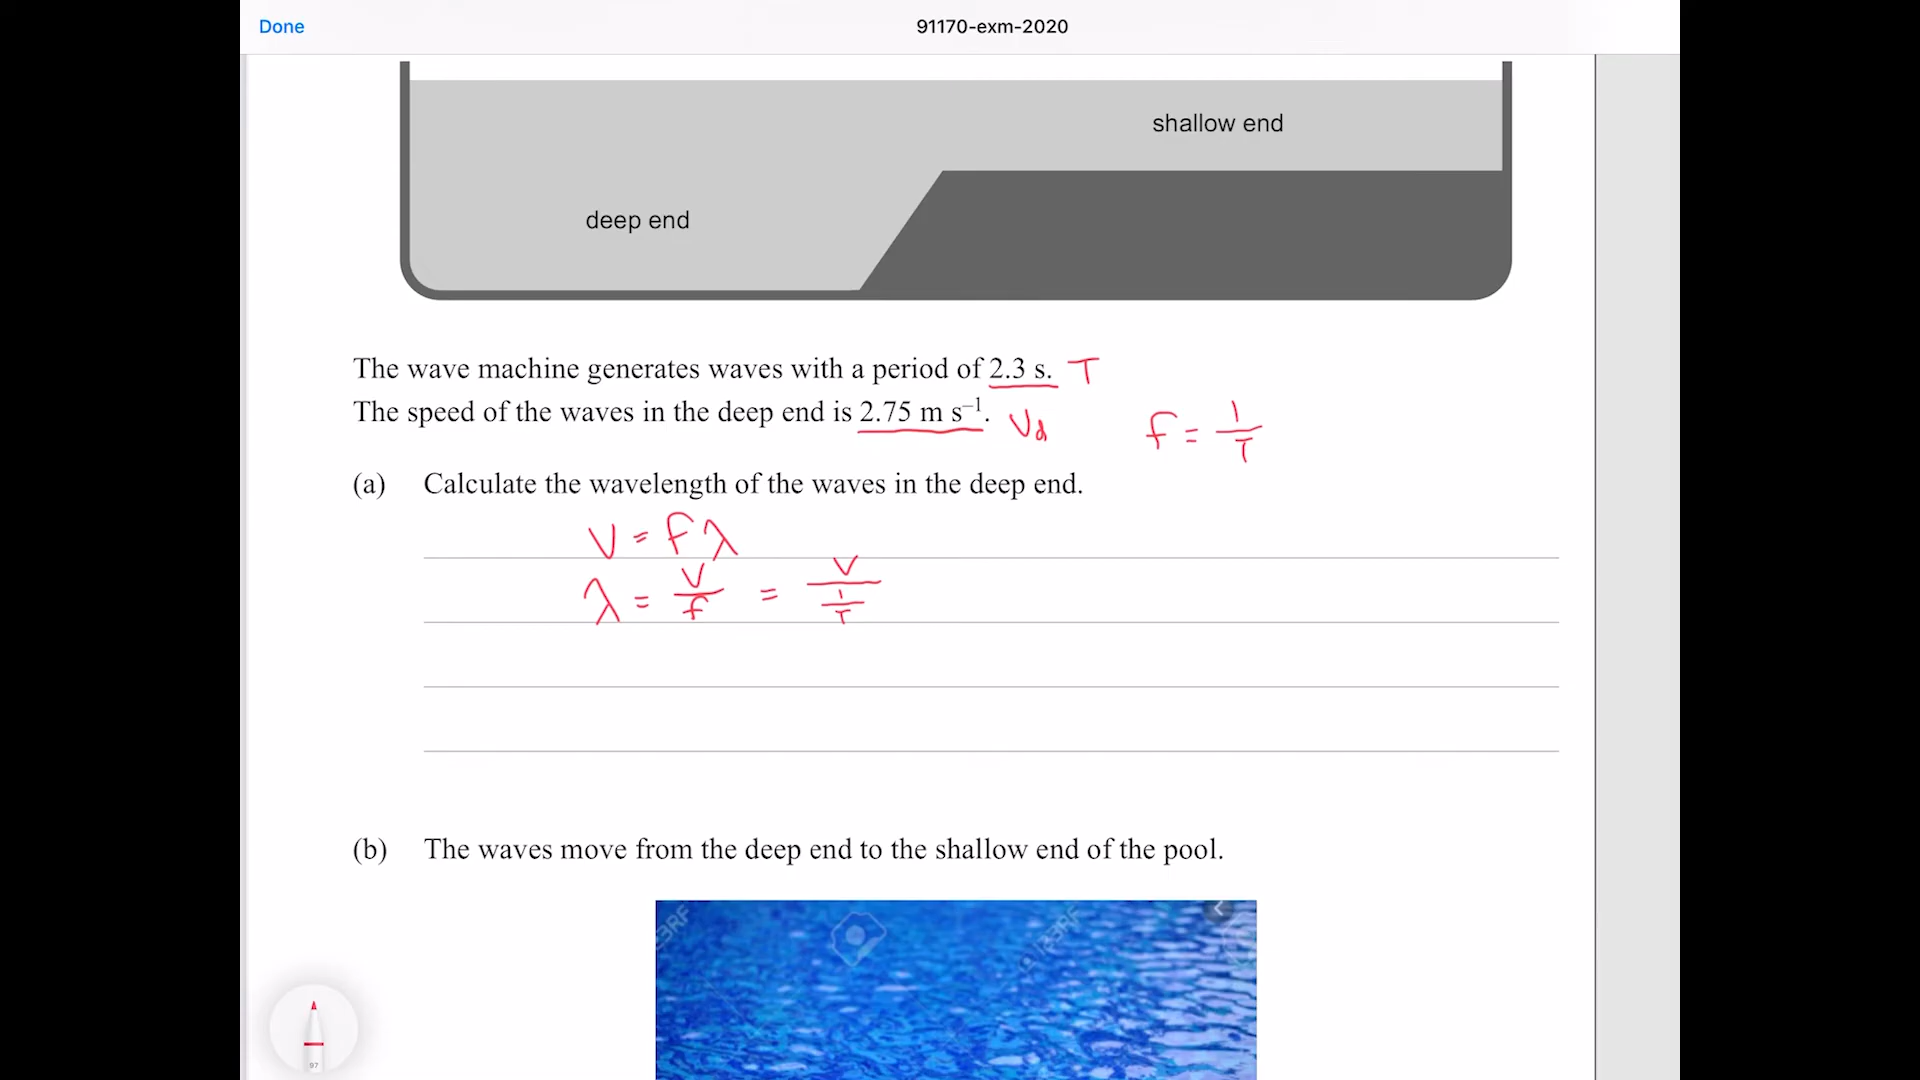 Done
91170-exm-2020
shallow end
deep end
The wave machine generates waves with a period of 2.3 s. T
The speed of the waves in the deep end is 2.75 m s⁻¹. Vd
f = 1/T
(a) Calculate the wavelength of the waves in the deep end.
V = fλ
λ = V/f = V/(1/T)
(b) The waves move from the deep end to the shallow end of the pool.
123RF
97